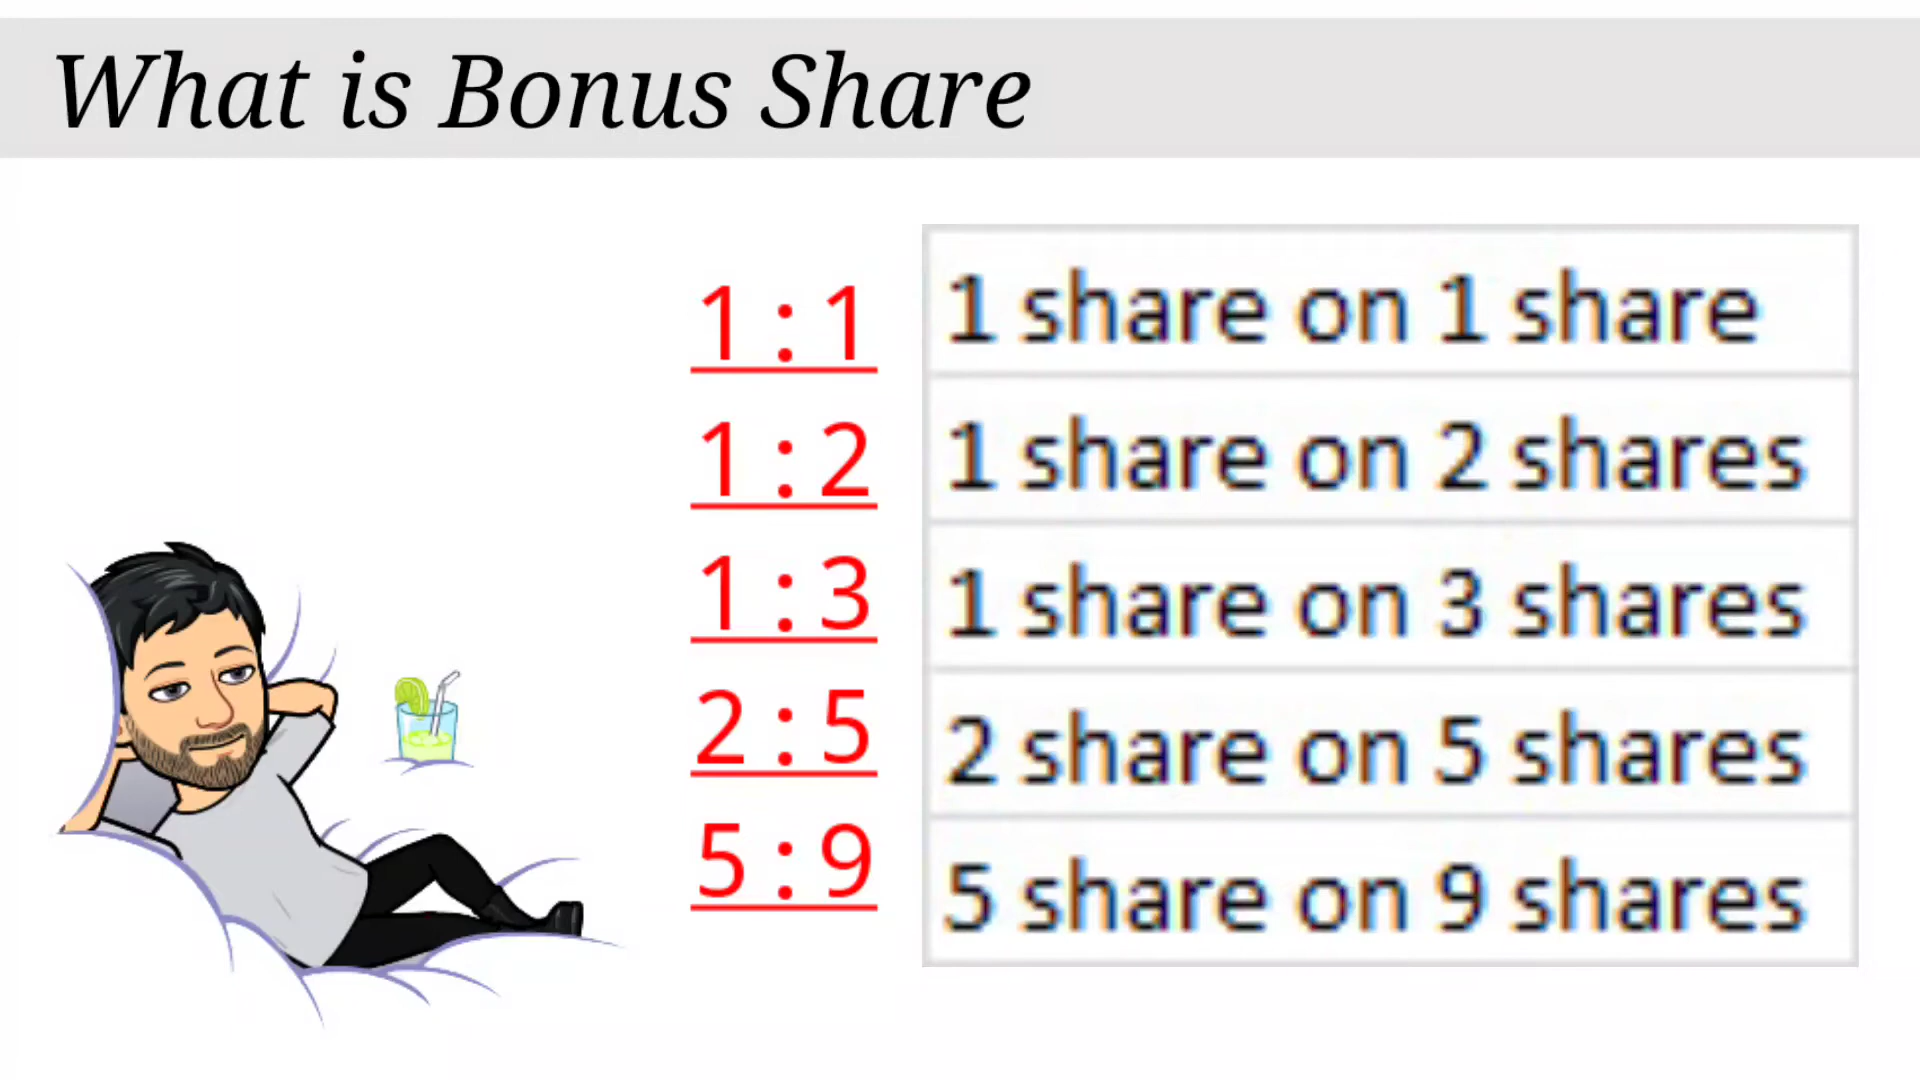 What is Bonus Share
1 : 1 1 share on 1 share
1 : 2 1 share on 2 shares
1 : 3 1 share on 3 shares
2 : 5 2 share on 5 shares
5 : 9 5 share on 9 shares